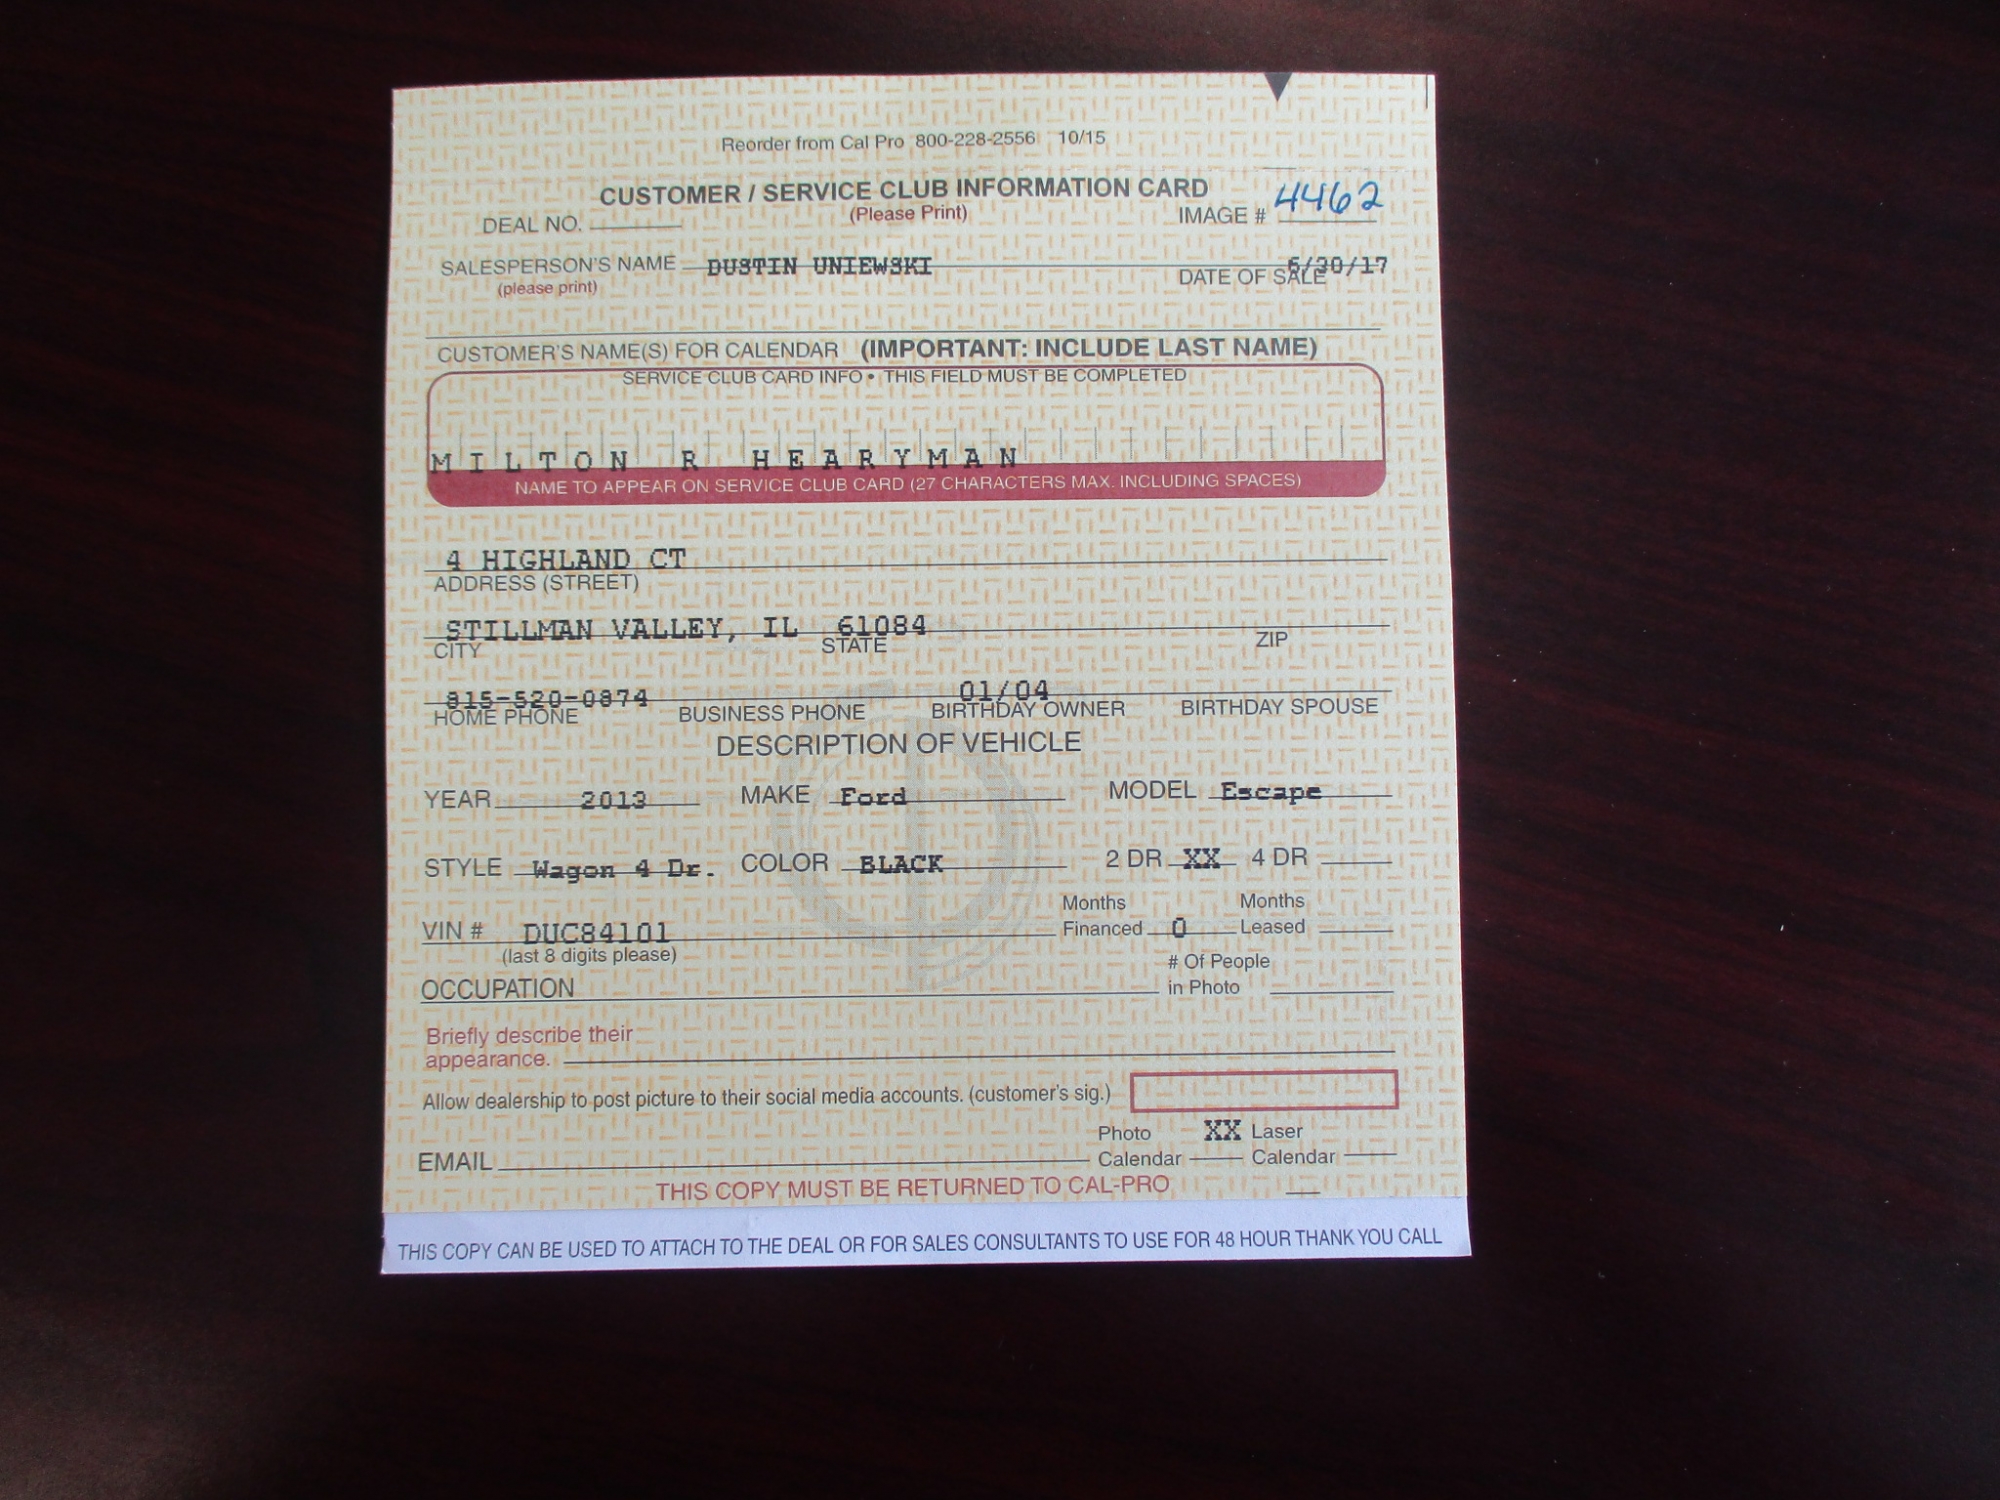 Reorder from Cal Pro 800-228-2556 10/15
CUSTOMER / SERVICE CLUB INFORMATION CARD
(Please Print)
DEAL NO.
IMAGE # 4462
SALESPERSON'S NAME DUSTIN UNIEWSKI
(please print)
DATE OF SALE /30/17
CUSTOMER'S NAME(S) FOR CALENDAR (IMPORTANT: INCLUDE LAST NAME)
SERVICE CLUB CARD INFO • THIS FIELD MUST BE COMPLETED
MILTON R HEARYMAN
NAME TO APPEAR ON SERVICE CLUB CARD (27 CHARACTERS MAX. INCLUDING SPACES)
4 HIGHLAND CT
ADDRESS (STREET)
STILLMAN VALLEY, IL 61084
CITY STATE ZIP
815-520-0874 01/04
HOME PHONE BUSINESS PHONE BIRTHDAY OWNER BIRTHDAY SPOUSE
DESCRIPTION OF VEHICLE
YEAR 2013 MAKE Ford MODEL Escape
STYLE Wagon 4 Dr. COLOR BLACK 2 DR XX 4 DR
Months Months
VIN # DUC84101 Financed 0 Leased
(last 8 digits please)
# Of People
OCCUPATION in Photo
Briefly describe their
appearance.
Allow dealership to post picture to their social media accounts. (customer's sig.)
Photo XX Laser
EMAIL Calendar Calendar
THIS COPY MUST BE RETURNED TO CAL-PRO
THIS COPY CAN BE USED TO ATTACH TO THE DEAL OR FOR SALES CONSULTANTS TO USE FOR 48 HOUR THANK YOU CALL